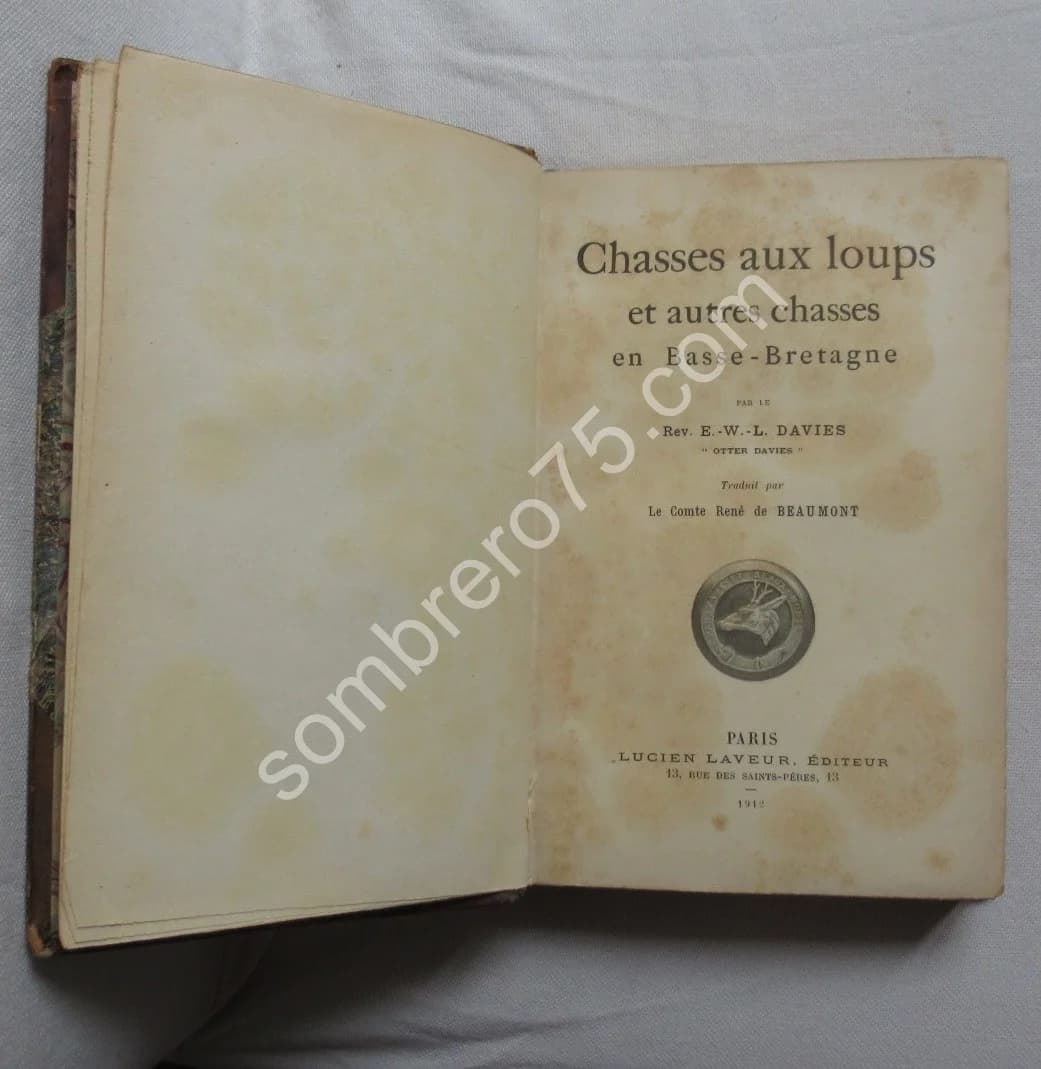 Chasses aux loups
et autres chasses
en Basse-Bretagne
PAR LE
Rev. E.-W.-L. DAVIES
" OTTER DAVIES "
Traduit par
Le Comte René de BEAUMONT
PARIS
LUCIEN LAVEUR, ÉDITEUR
13, RUE DES SAINTS-PÈRES, 13
1912
sombrero75.com